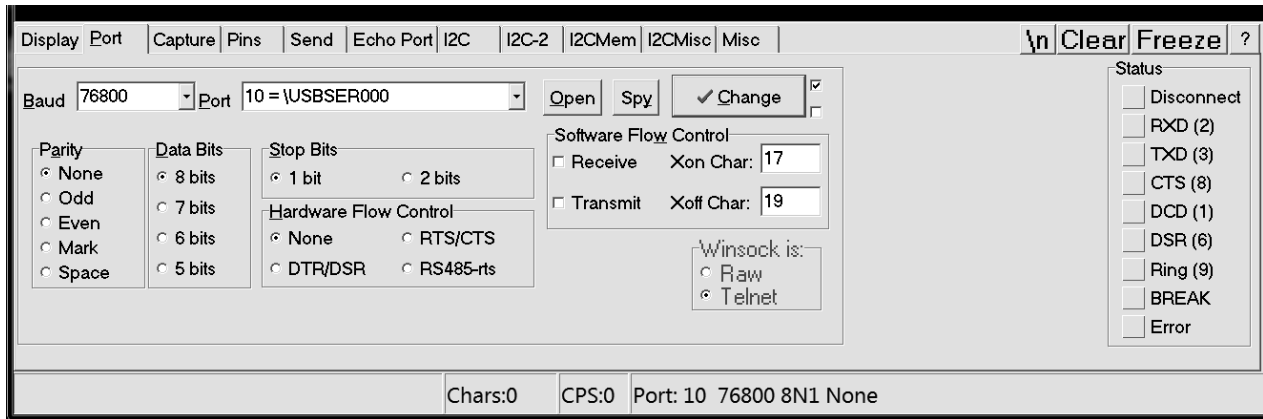 Display Port Capture Pins Send Echo Port I2C I2C-2 I2CMem I2CMisc Misc \n Clear Freeze ?
Baud 76800 Port 10 = \USBSER000 Open Spy Change
Parity
None
Odd
Even
Mark
Space
Data Bits
8 bits
7 bits
6 bits
5 bits
Stop Bits
1 bit 2 bits
Hardware Flow Control
None RTS/CTS
DTR/DSR RS485-rts
Software Flow Control
Receive Xon Char: 17
Transmit Xoff Char: 19
Winsock is:
Raw
Telnet
Status
Disconnect
RXD (2)
TXD (3)
CTS (8)
DCD (1)
DSR (6)
Ring (9)
BREAK
Error
Chars:0 CPS:0 Port: 10 76800 8N1 None